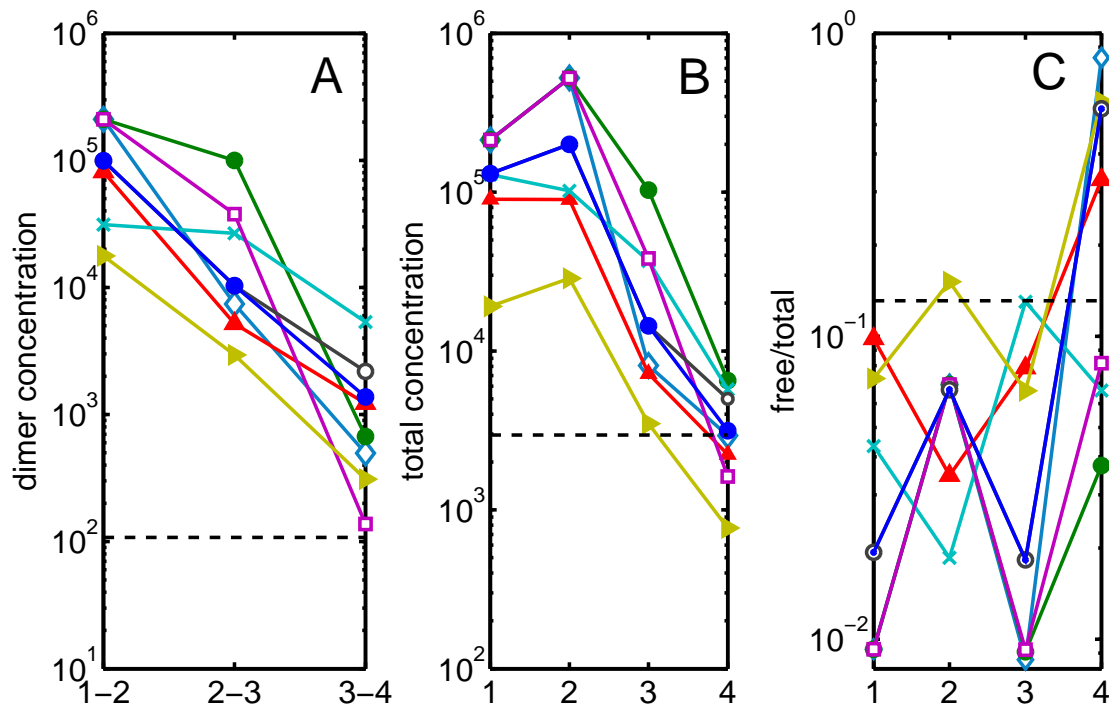 A
dimer concentration
10^6
10^5
10^4
10^3
10^2
10^1
1–2 2–3 3–4
B
total concentration
10^6
10^5
10^4
10^3
10^2
1 2 3 4
C
free/total
10^0
10^−1
10^−2
1 2 3 4